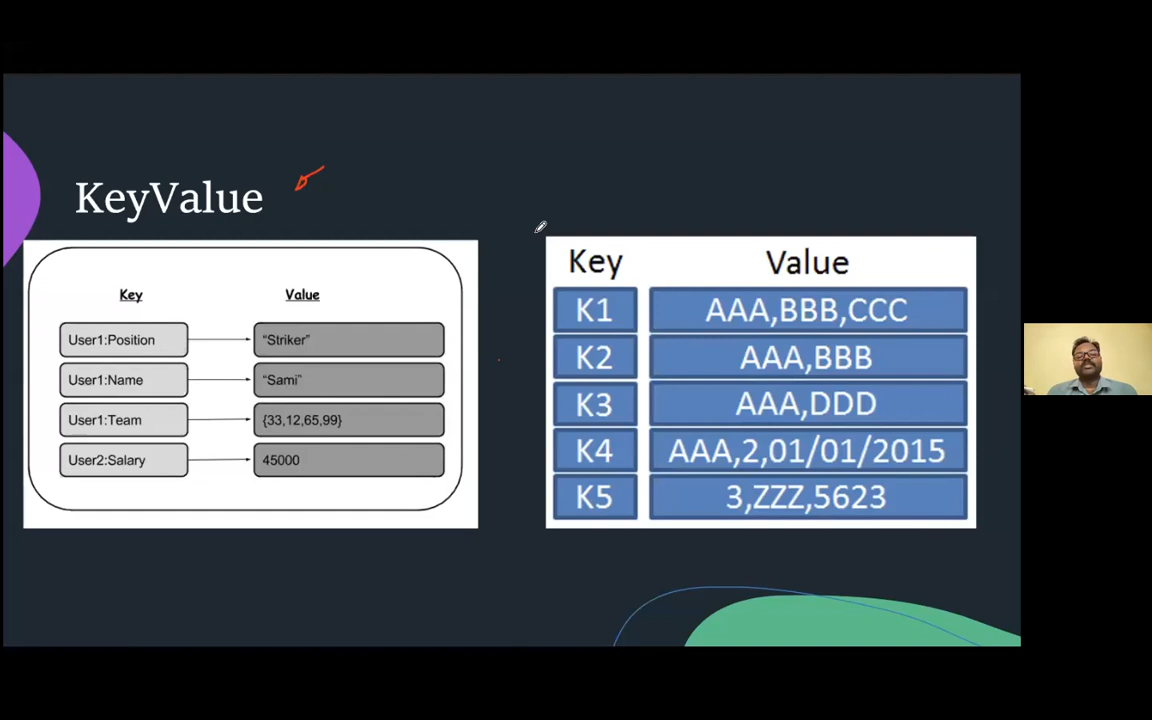 KeyValue
Key Value
User1:Position “Striker”
User1:Name “Sami”
User1:Team {33,12,65,99}
User2:Salary 45000
Key Value
K1 AAA,BBB,CCC
K2 AAA,BBB
K3 AAA,DDD
K4 AAA,2,01/01/2015
K5 3,ZZZ,5623